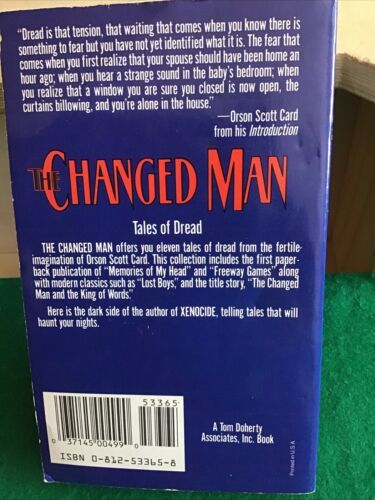 "Dread is that tension, that waiting that comes when you know there is
something to fear but you have not yet identified what it is. The fear that
comes when you first realize that your spouse should have been home an
hour ago; when you hear a strange sound in the baby's bedroom; when
you realize that a window you are sure you closed is now open, the
curtains billowing, and you're alone in the house."
—Orson Scott Card
from his Introduction
THE CHANGED MAN
Tales of Dread
THE CHANGED MAN offers you eleven tales of dread from the fertile
imagination of Orson Scott Card. This collection includes the first paper-
back publication of "Memories of My Head" and "Freeway Games" along
with modern classics such as "Lost Boys," and the title story, "The Changed
Man and the King of Words."
Here is the dark side of the author of XENOCIDE, telling tales that will
haunt your nights.
53365
0 37145 00499 0
ISBN 0-812-53365-8
A Tom Doherty
Associates, Inc. Book
Printed in U.S.A.